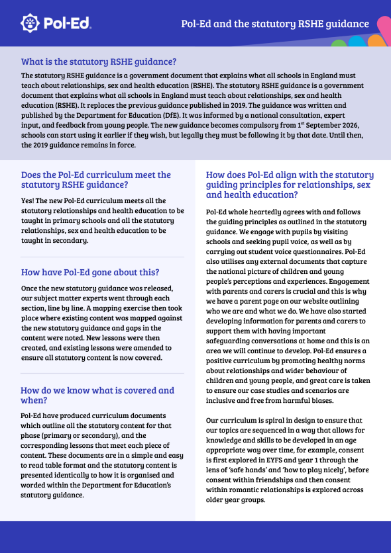 Pol-Ed.
Pol-Ed and the statutory RSHE guidance
What is the statutory RSHE guidance?
The statutory RSHE guidance is a government document that explains what all schools in England must
teach about relationships, sex and health education (RSHE). The statutory RSHE guidance is a government
document that explains what all schools in England must teach about relationships, sex and health
education (RSHE). It replaces the previous guidance published in 2019. The guidance was written and
published by the Department for Education (DfE). It was informed by a national consultation, expert
input, and feedback from young people. The new guidance becomes compulsory from 1st September 2026,
schools can start using it earlier if they wish, but legally they must be following it by that date. Until then,
the 2019 guidance remains in force.
Does the Pol-Ed curriculum meet the
statutory RSHE guidance?
Yes! The new Pol-Ed curriculum meets all the
statutory relationships and health education to be
taught in primary schools and all the statutory
relationships, sex and health education to be
taught in secondary.
How have Pol-Ed gone about this?
Once the new statutory guidance was released,
our subject matter experts went through each
section, line by line. A mapping exercise then took
place where existing content was mapped against
the new statutory guidance and gaps in the
content were noted. New lessons were then
created, and existing lessons were amended to
ensure all statutory content is now covered.
How do we know what is covered and
when?
Pol-Ed have produced curriculum documents
which outline all the statutory content for that
phase (primary or secondary), and the
corresponding lessons that meet each piece of
content. These documents are in a simple and easy
to read table format and the statutory content is
presented identically to how it is organised and
worded within the Department for Education's
statutory guidance.
How does Pol-Ed align with the statutory
guiding principles for relationships, sex
and health education?
Pol-Ed whole heartedly agrees with and follows
the guiding principles as outlined in the statutory
guidance. We engage with pupils by visiting
schools and seeking pupil voice, as well as by
carrying out student voice questionnaires. Pol-Ed
also utilises any external documents that capture
the national picture of children and young
people's perceptions and experiences. Engagement
with parents and carers is crucial and this is why
we have a parent page on our website outlining
who we are and what we do. We have also started
developing information for parents and carers to
support them with having important
safeguarding conversations at home and this is an
area we will continue to develop. Pol-Ed ensures a
positive curriculum by promoting healthy norms
about relationships and wider behaviour of
children and young people, and great care is taken
to ensure our case studies and scenarios are
inclusive and free from harmful biases.
Our curriculum is spiral in design to ensure that
our topics are sequenced in a way that allows for
knowledge and skills to be developed in an age
appropriate way over time, for example, consent
is first explored in EYFS and year 1 through the
lens of 'safe hands' and 'how to play nicely', before
consent within friendships and then consent
within romantic relationships is explored across
older year groups.